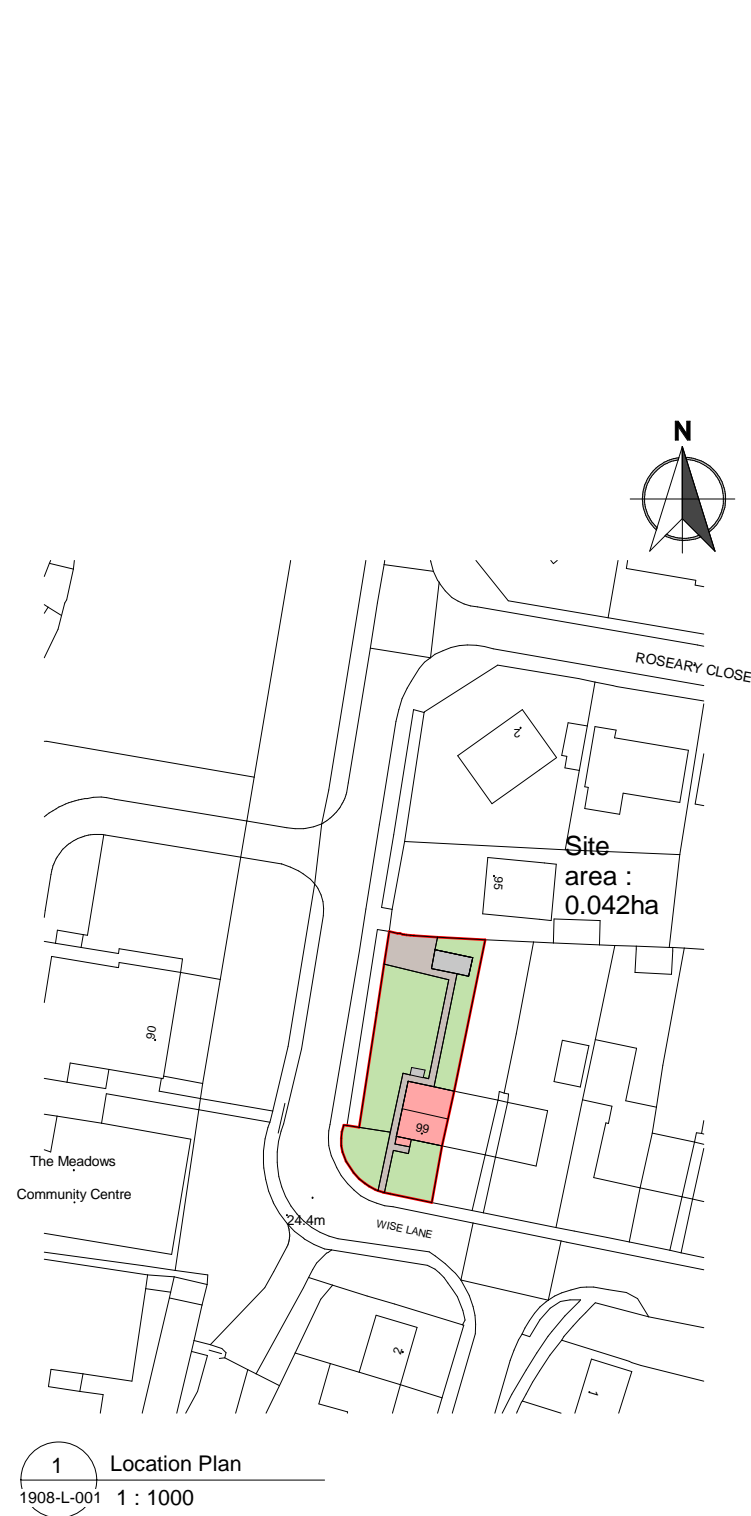 N
ROSEARY CLOSE
2
Site
area :
0.042ha
95
90
99
The Meadows
Community Centre
24.4m
WISE LANE
2
1
1
Location Plan
1908-L-001
1 : 1000